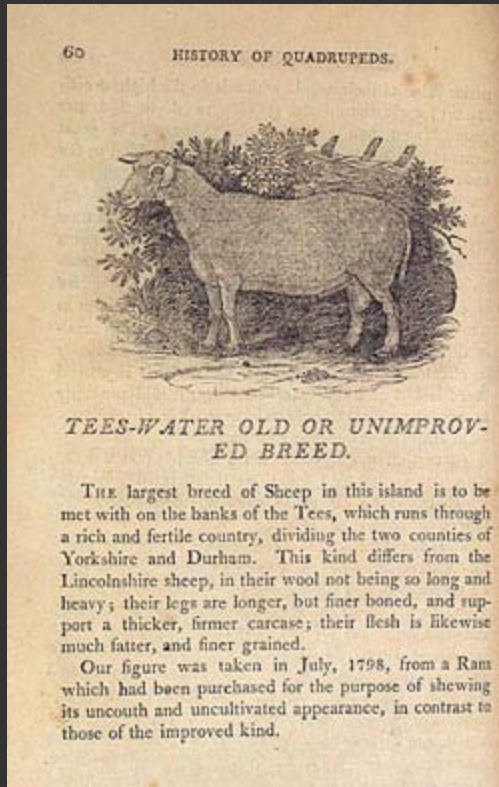 60
HISTORY OF QUADRUPEDS.
TEES-WATER OLD OR UNIMPROV-
ED BREED.
THE largest breed of Sheep in this island is to be
met with on the banks of the Tees, which runs through
a rich and fertile country, dividing the two counties of
Yorkshire and Durham. This kind differs from the
Lincolnshire sheep, in their wool not being so long and
heavy; their legs are longer, but finer boned, and sup-
port a thicker, firmer carcase; their flesh is likewise
much fatter, and finer grained.
Our figure was taken in July, 1798, from a Ram
which had been purchased for the purpose of shewing
its uncouth and uncultivated appearance, in contrast to
those of the improved kind.